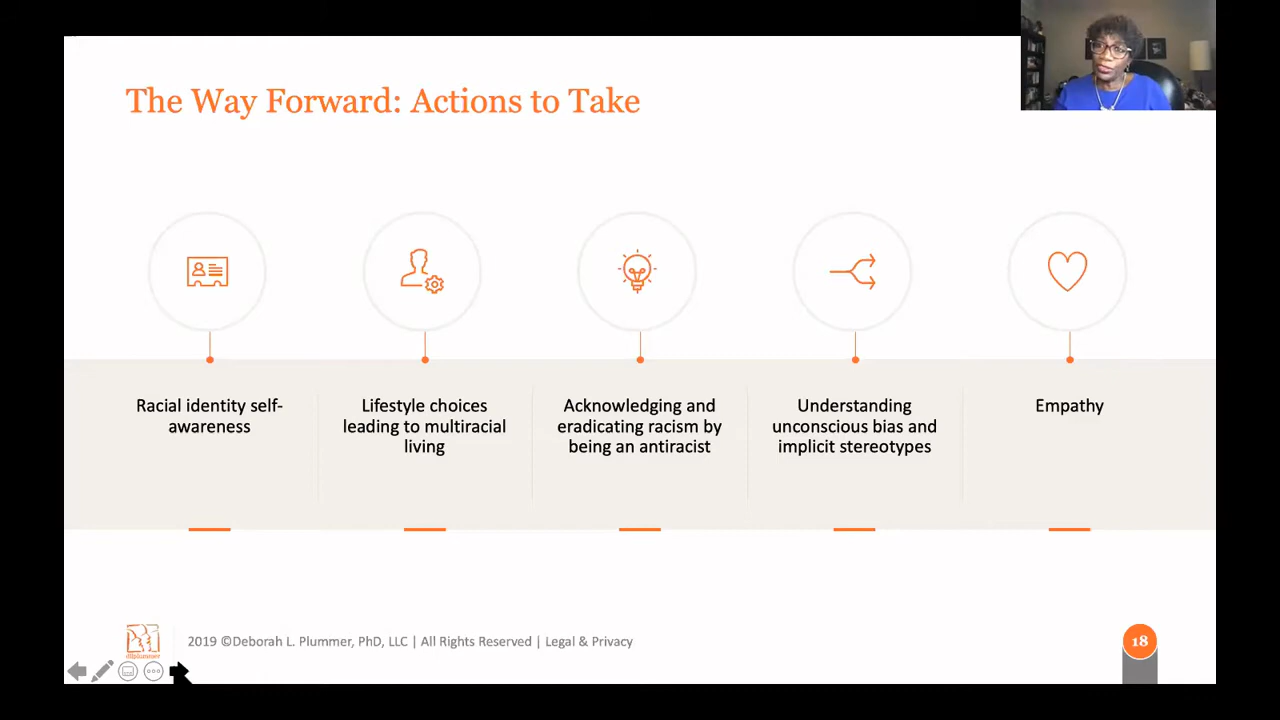 The Way Forward: Actions to Take
Racial identity self-
awareness
Lifestyle choices
leading to multiracial
living
Acknowledging and
eradicating racism by
being an antiracist
Understanding
unconscious bias and
implicit stereotypes
Empathy
dlbplummer
2019 ©Deborah L. Plummer, PhD, LLC | All Rights Reserved | Legal & Privacy
18